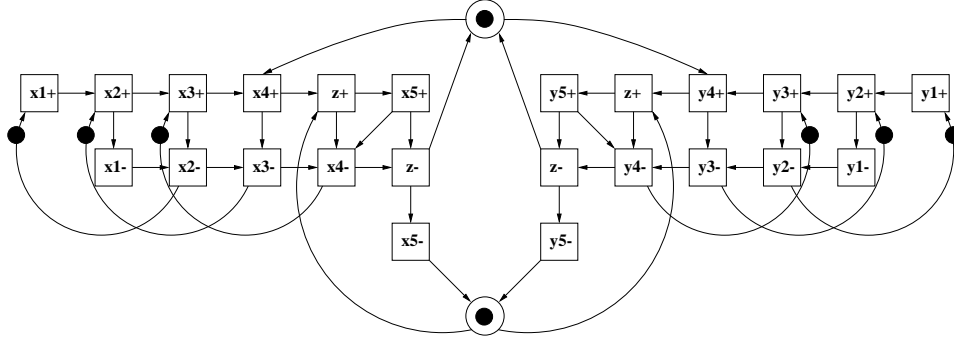 x1+ x2+ x3+ x4+ z+ x5+ y5+ z+ y4+ y3+ y2+ y1+
x1- x2- x3- x4- z- z- y4- y3- y2- y1-
x5- y5-